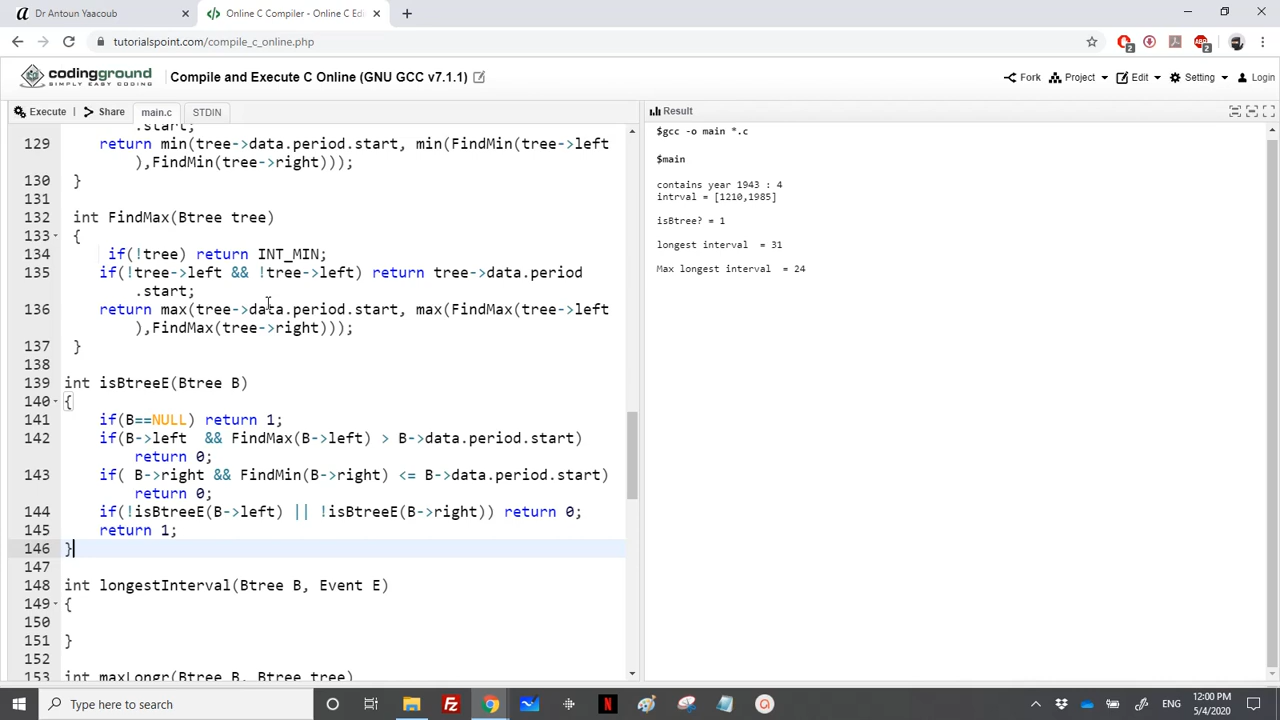 Dr Antoun Yaacoub
Online C Compiler - Online C Edi
tutorialspoint.com/compile_c_online.php
2
2
codingground
SIMPLY EASY CODING
Compile and Execute C Online (GNU GCC v7.1.1)
Fork
Project
Edit
Setting
Login
Execute
Share
main.c
STDIN
Result
.start;
129 return min(tree->data.period.start, min(FindMin(tree->left
),FindMin(tree->right)));
130 }
131
132 int FindMax(Btree tree)
133 {
134 if(!tree) return INT_MIN;
135 if(!tree->left && !tree->left) return tree->data.period
.start;
136 return max(tree->data.period.start, max(FindMax(tree->left
),FindMax(tree->right)));
137 }
138
139 int isBtreeE(Btree B)
140 {
141 if(B==NULL) return 1;
142 if(B->left  && FindMax(B->left) > B->data.period.start)
return 0;
143 if( B->right && FindMin(B->right) <= B->data.period.start)
return 0;
144 if(!isBtreeE(B->left) || !isBtreeE(B->right)) return 0;
145 return 1;
146 }
147
148 int longestInterval(Btree B, Event E)
149 {
150
151 }
152
153 int maxLongr(Btree B, Btree tree)
$gcc -o main *.c
$main
contains year 1943 : 4
intrval = [1210,1985]
isBtree? = 1
longest interval  = 31
Max longest interval  = 24
Type here to search
ENG
12:00 PM
5/4/2020